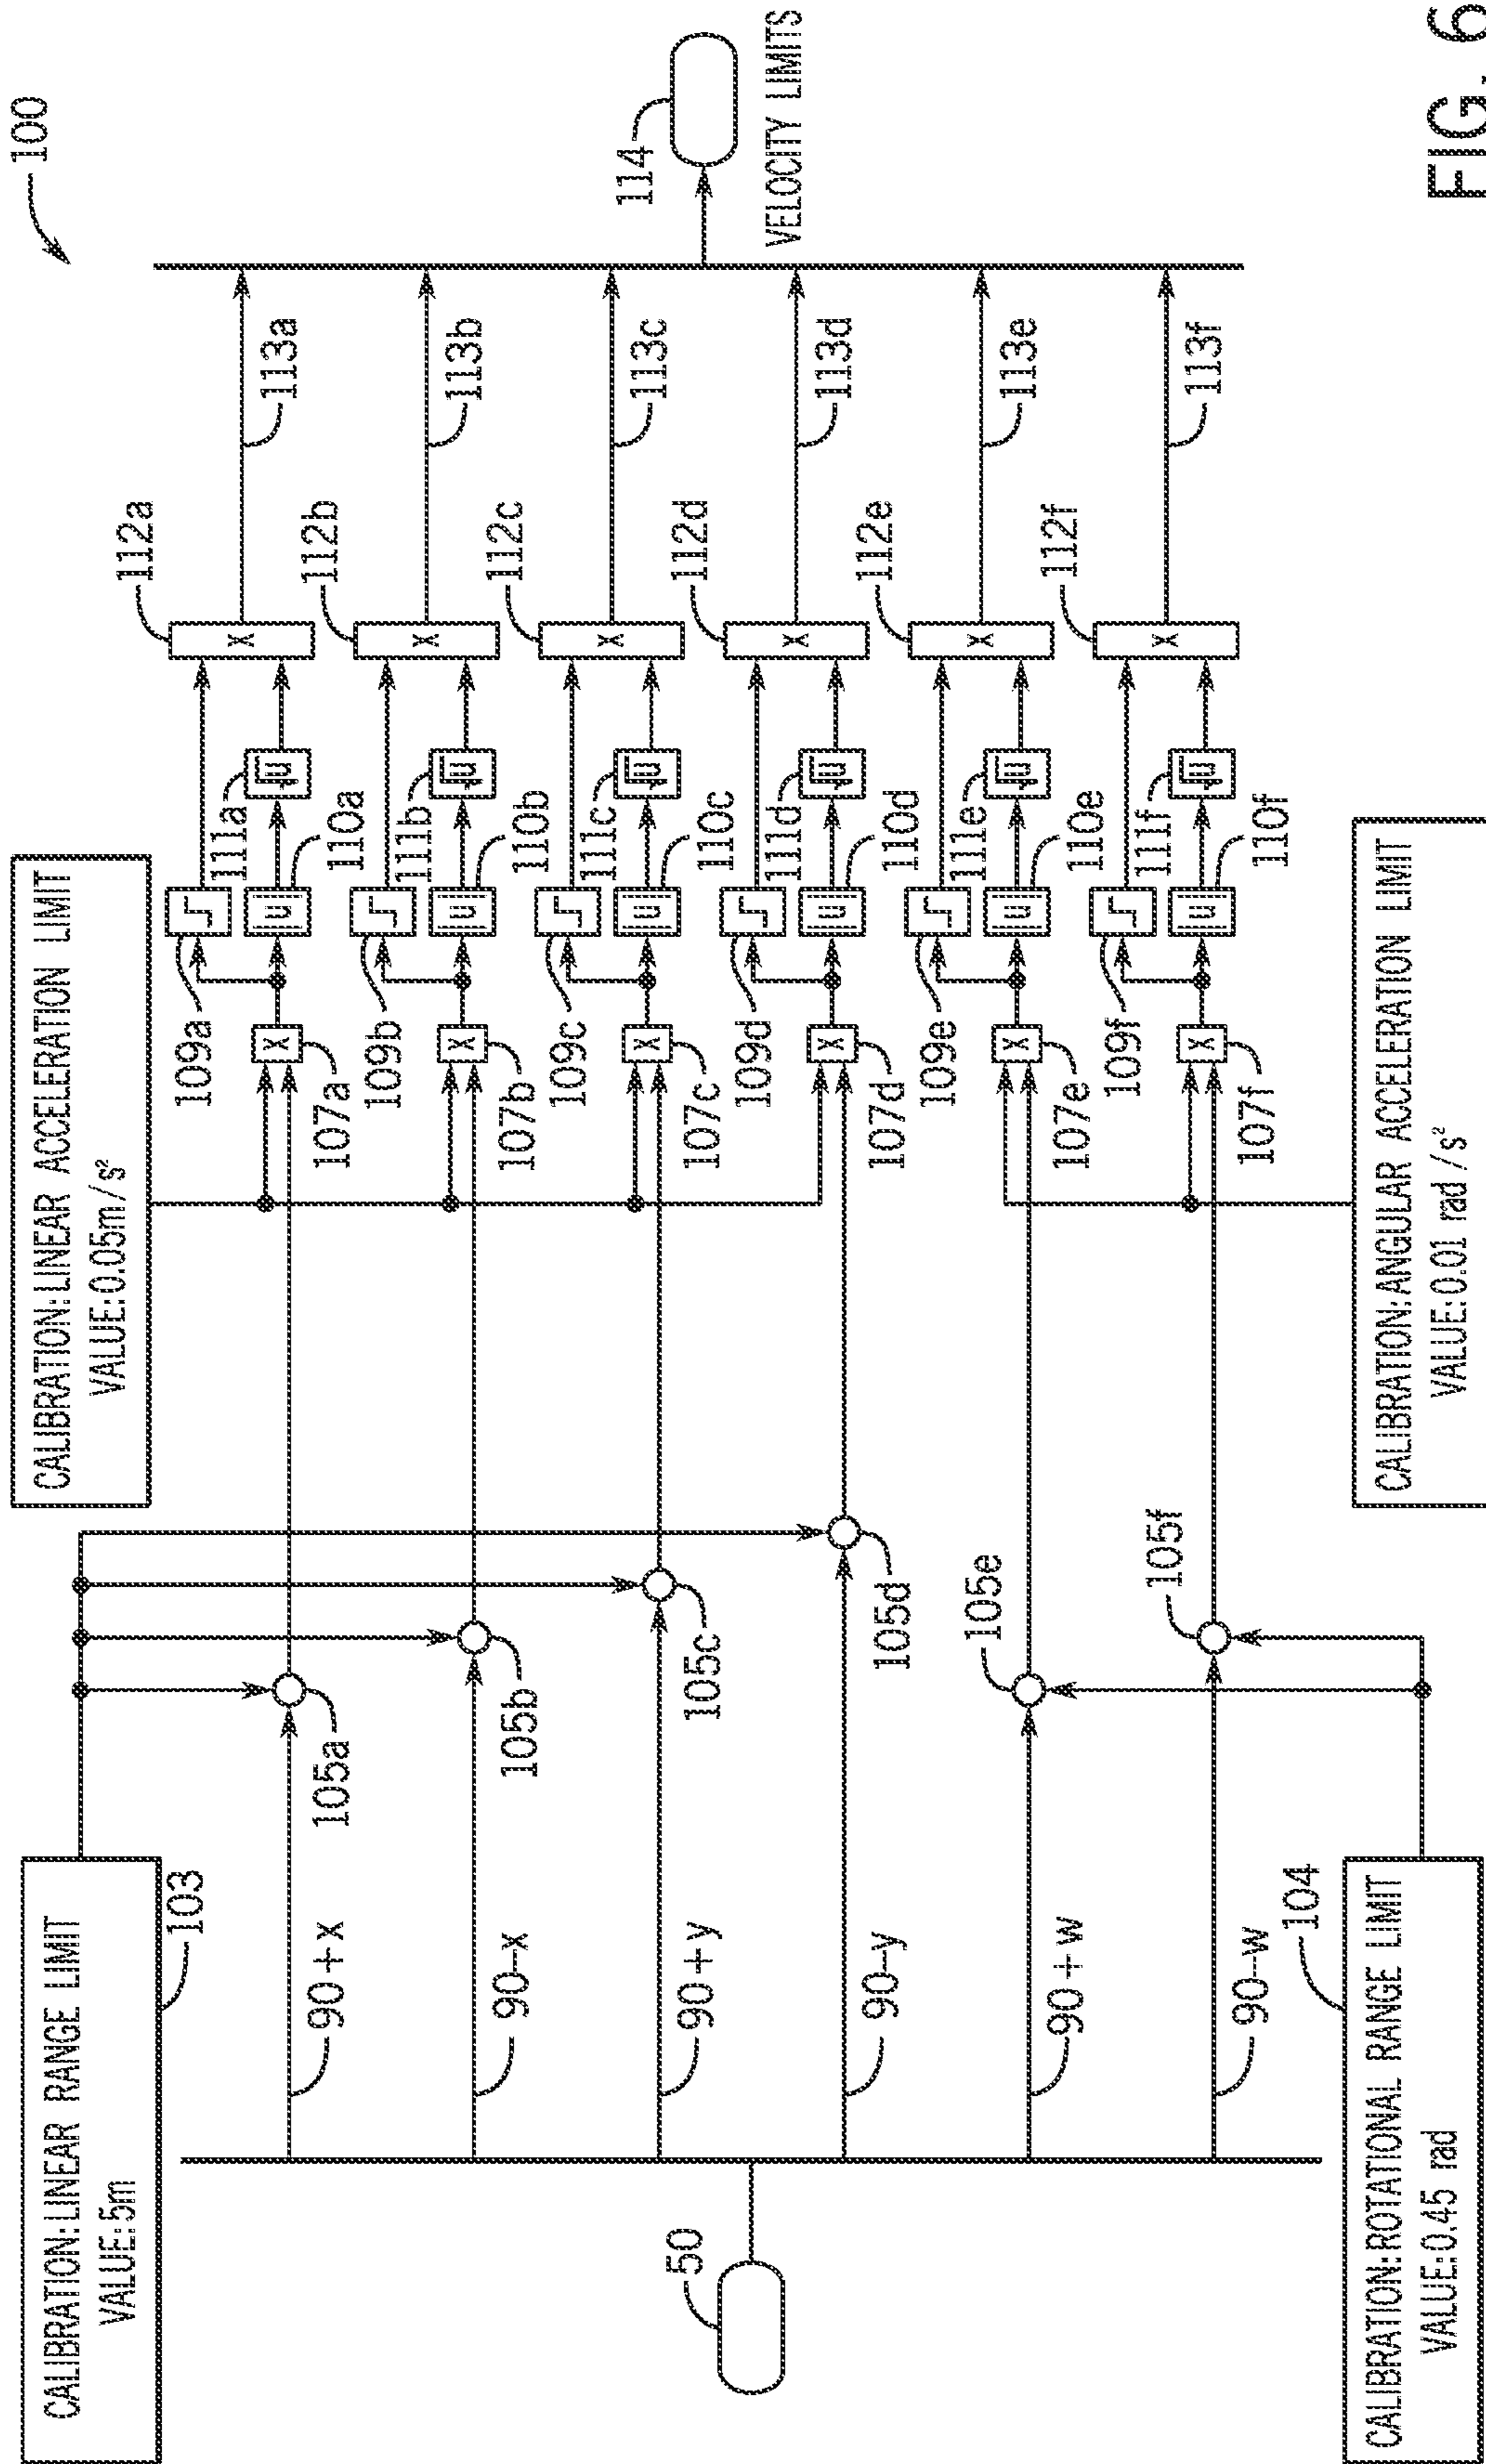 100
CALIBRATION:LINEAR RANGE LIMIT
VALUE:5m
103
CALIBRATION:LINEAR ACCELERATION LIMIT
VALUE:0.05m/s²
90+x
105a
107a
109a
110a
111a
112a
X
X
|u|
√u
113a
90-x
105b
107b
109b
110b
111b
112b
X
X
|u|
√u
113b
90+y
105c
107c
109c
110c
111c
112c
X
X
|u|
√u
113c
50
90-y
105d
107d
109d
110d
111d
112d
X
X
|u|
√u
113d
114
VELOCITY LIMITS
90+w
105e
107e
109e
110e
111e
112e
X
X
|u|
√u
113e
90-w
105f
107f
109f
110f
111f
112f
X
X
|u|
√u
113f
104
CALIBRATION:ROTATIONAL RANGE LIMIT
VALUE:0.45 rad
CALIBRATION:ANGULAR ACCELERATION LIMIT
VALUE:0.01 rad/s²
FIG. 6